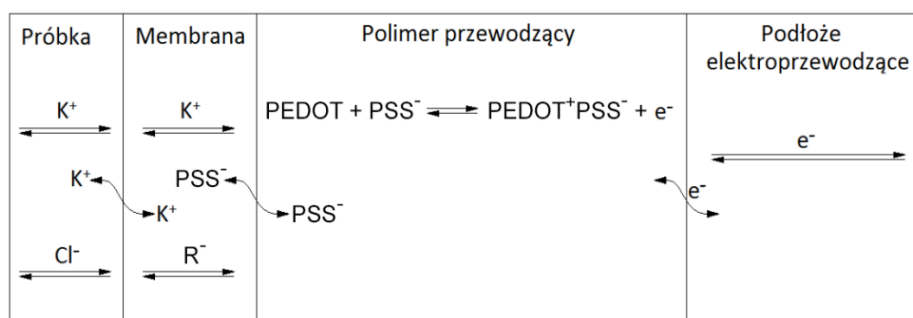 Próbka Membrana Polimer przewodzący Podłoże
elektroprzewodzące
K⁺ K⁺ PEDOT + PSS⁻ PEDOT⁺PSS⁻ + e⁻
e⁻
K⁺ PSS⁻ e⁻
K⁺ PSS⁻
Cl⁻ R⁻